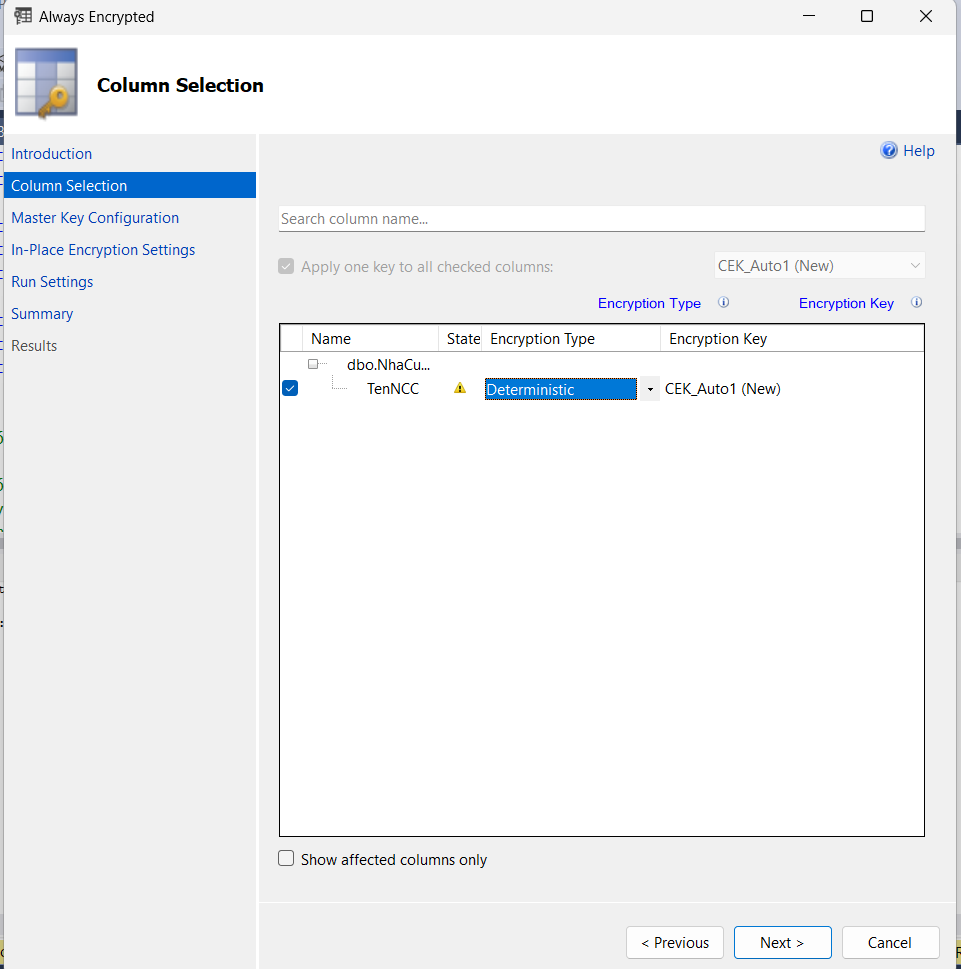 Always Encrypted
Column Selection
Introduction
Column Selection
Master Key Configuration
In-Place Encryption Settings
Run Settings
Summary
Results
Help
Search column name...
Apply one key to all checked columns:
CEK_Auto1 (New)
Encryption Type
Encryption Key
Name State Encryption Type Encryption Key
dbo.NhaCu...
TenNCC Deterministic CEK_Auto1 (New)
Show affected columns only
< Previous Next > Cancel